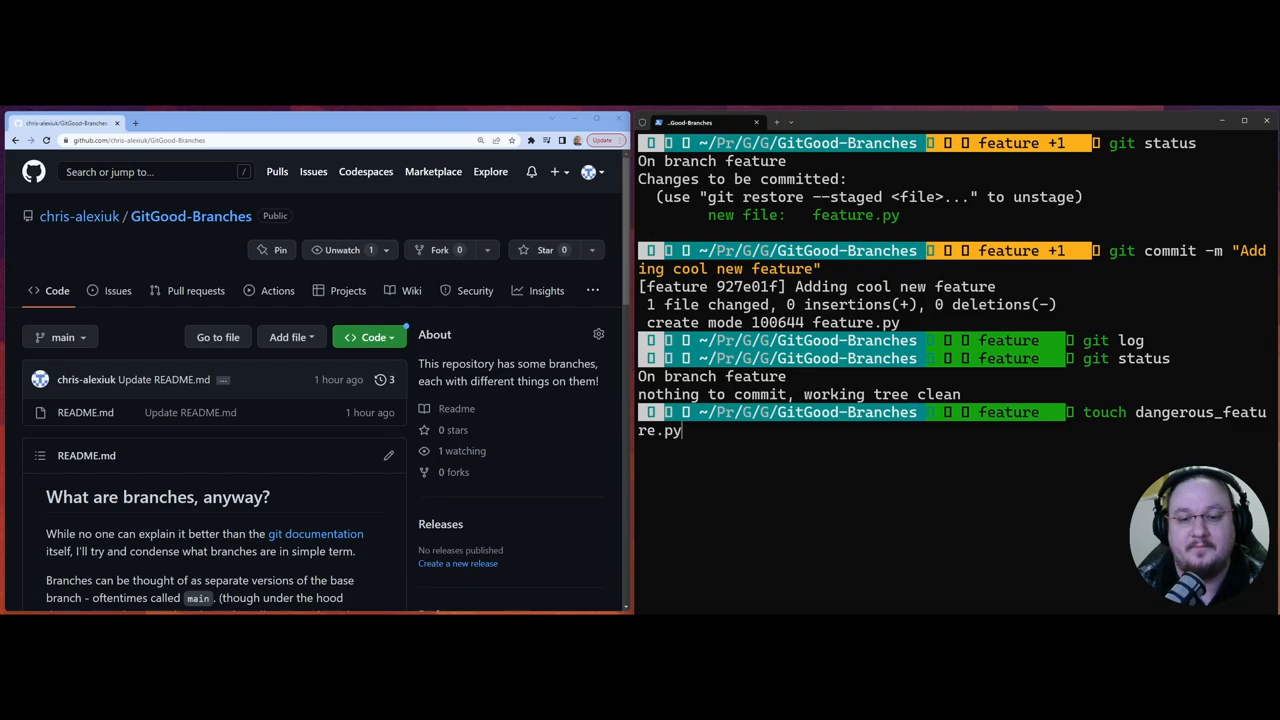 chris-alexiuk/GitGood-Branches
github.com/chris-alexiuk/GitGood-Branches
Update
Search or jump to...
/
Pulls
Issues
Codespaces
Marketplace
Explore
chris-alexiuk / GitGood-Branches
Public
Pin
Unwatch 1
Fork 0
Star 0
Code
Issues
Pull requests
Actions
Projects
Wiki
Security
Insights
main
Go to file
Add file
Code
chris-alexiuk Update README.md ...
1 hour ago
3
README.md
Update README.md
1 hour ago
README.md
What are branches, anyway?
While no one can explain it better than the git documentation
itself, I'll try and condense what branches are in simple term.
Branches can be thought of as separate versions of the base
branch - oftentimes called main. (though under the hood
About
This repository has some branches,
each with different things on them!
Readme
0 stars
1 watching
0 forks
Releases
No releases published
Create a new release
..Good-Branches
~/Pr/G/G/GitGood-Branches feature +1 git status
On branch feature
Changes to be committed:
(use "git restore --staged <file>..." to unstage)
new file: feature.py
~/Pr/G/G/GitGood-Branches feature +1 git commit -m "Add
ing cool new feature"
[feature 927e01f] Adding cool new feature
1 file changed, 0 insertions(+), 0 deletions(-)
create mode 100644 feature.py
~/Pr/G/G/GitGood-Branches feature git log
~/Pr/G/G/GitGood-Branches feature git status
On branch feature
nothing to commit, working tree clean
~/Pr/G/G/GitGood-Branches feature touch dangerous_featu
re.py